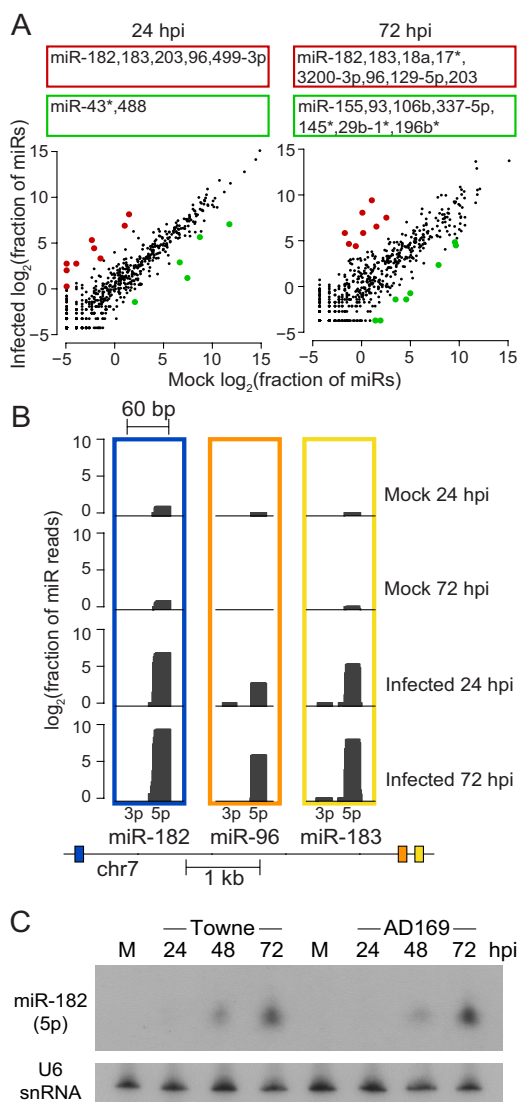 A
24 hpi
72 hpi
miR-182,183,203,96,499-3p
miR-182,183,18a,17*,
3200-3p,96,129-5p,203
miR-43*,488
miR-155,93,106b,337-5p,
145*,29b-1*,196b*
Infected log2(fraction of miRs)
15
10
5
0
−5
15
10
5
0
−5
−5 0 5 10 15
−5 0 5 10 15
Mock log2(fraction of miRs)
B
60 bp
log2(fraction of miR reads)
10
5
0
Mock 24 hpi
10
5
0
Mock 72 hpi
10
5
0
Infected 24 hpi
10
5
0
Infected 72 hpi
3p 5p 3p 5p 3p 5p
miR-182 miR-96 miR-183
chr7
1 kb
C
Towne AD169
M 24 48 72 M 24 48 72 hpi
miR-182
(5p)
U6
snRNA